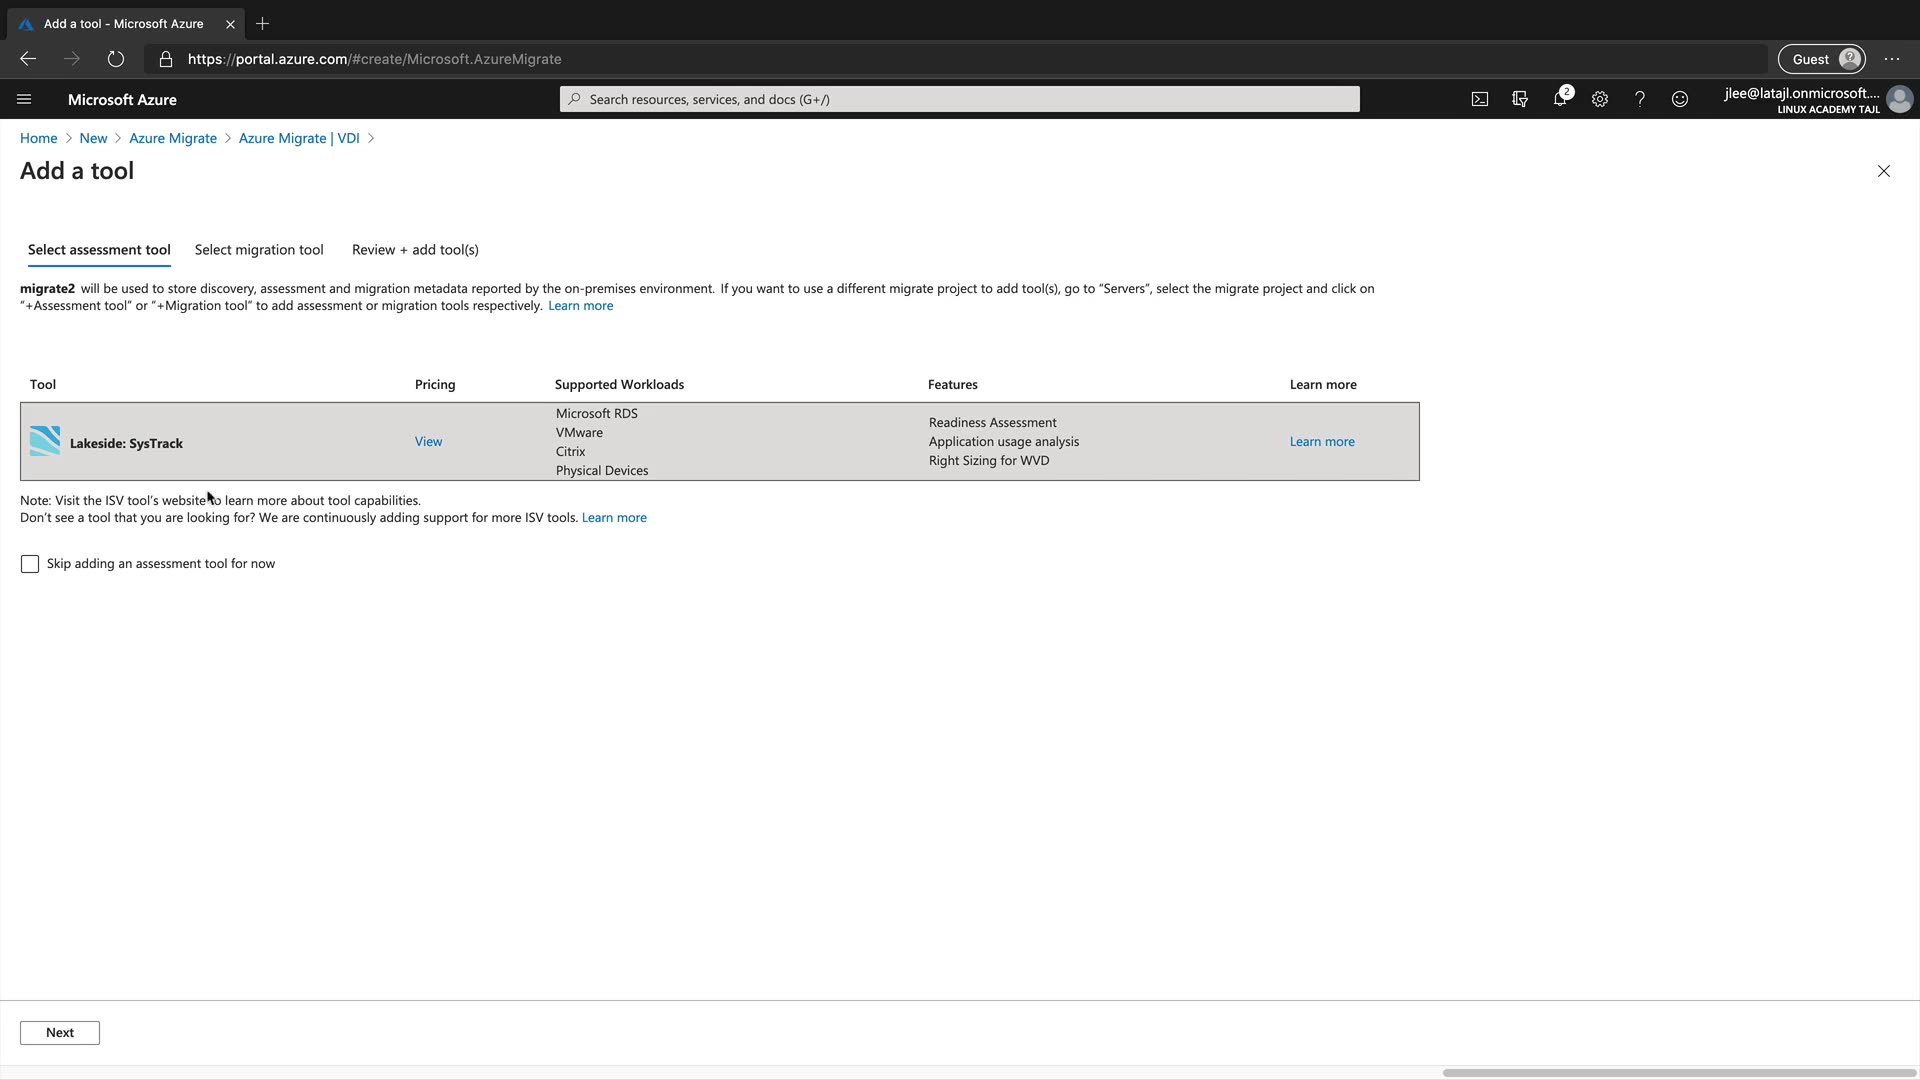 Add a tool - Microsoft Azure
https://portal.azure.com/#create/Microsoft.AzureMigrate
Guest
Microsoft Azure
Search resources, services, and docs (G+/)
2
jlee@latajl.onmicrosoft....
LINUX ACADEMY TAJL
Home > New > Azure Migrate > Azure Migrate | VDI >
Add a tool
Select assessment tool Select migration tool Review + add tool(s)
migrate2 will be used to store discovery, assessment and migration metadata reported by the on-premises environment. If you want to use a different migrate project to add tool(s), go to “Servers”, select the migrate project and click on
“+Assessment tool” or “+Migration tool” to add assessment or migration tools respectively. Learn more
Tool Pricing Supported Workloads Features Learn more
Lakeside: SysTrack
View
Microsoft RDS
VMware
Citrix
Physical Devices
Readiness Assessment
Application usage analysis
Right Sizing for WVD
Learn more
Note: Visit the ISV tool's website to learn more about tool capabilities.
Don't see a tool that you are looking for? We are continuously adding support for more ISV tools. Learn more
Skip adding an assessment tool for now
Next